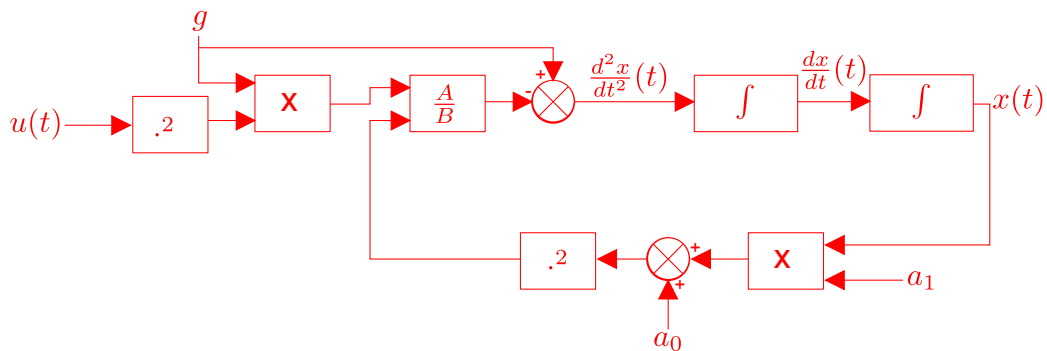 g
+
d²x/dt²(t)
dx/dt(t)
u(t)
.²
X
A/B
-
∫
∫
x(t)
.²
+
+
X
a₁
a₀